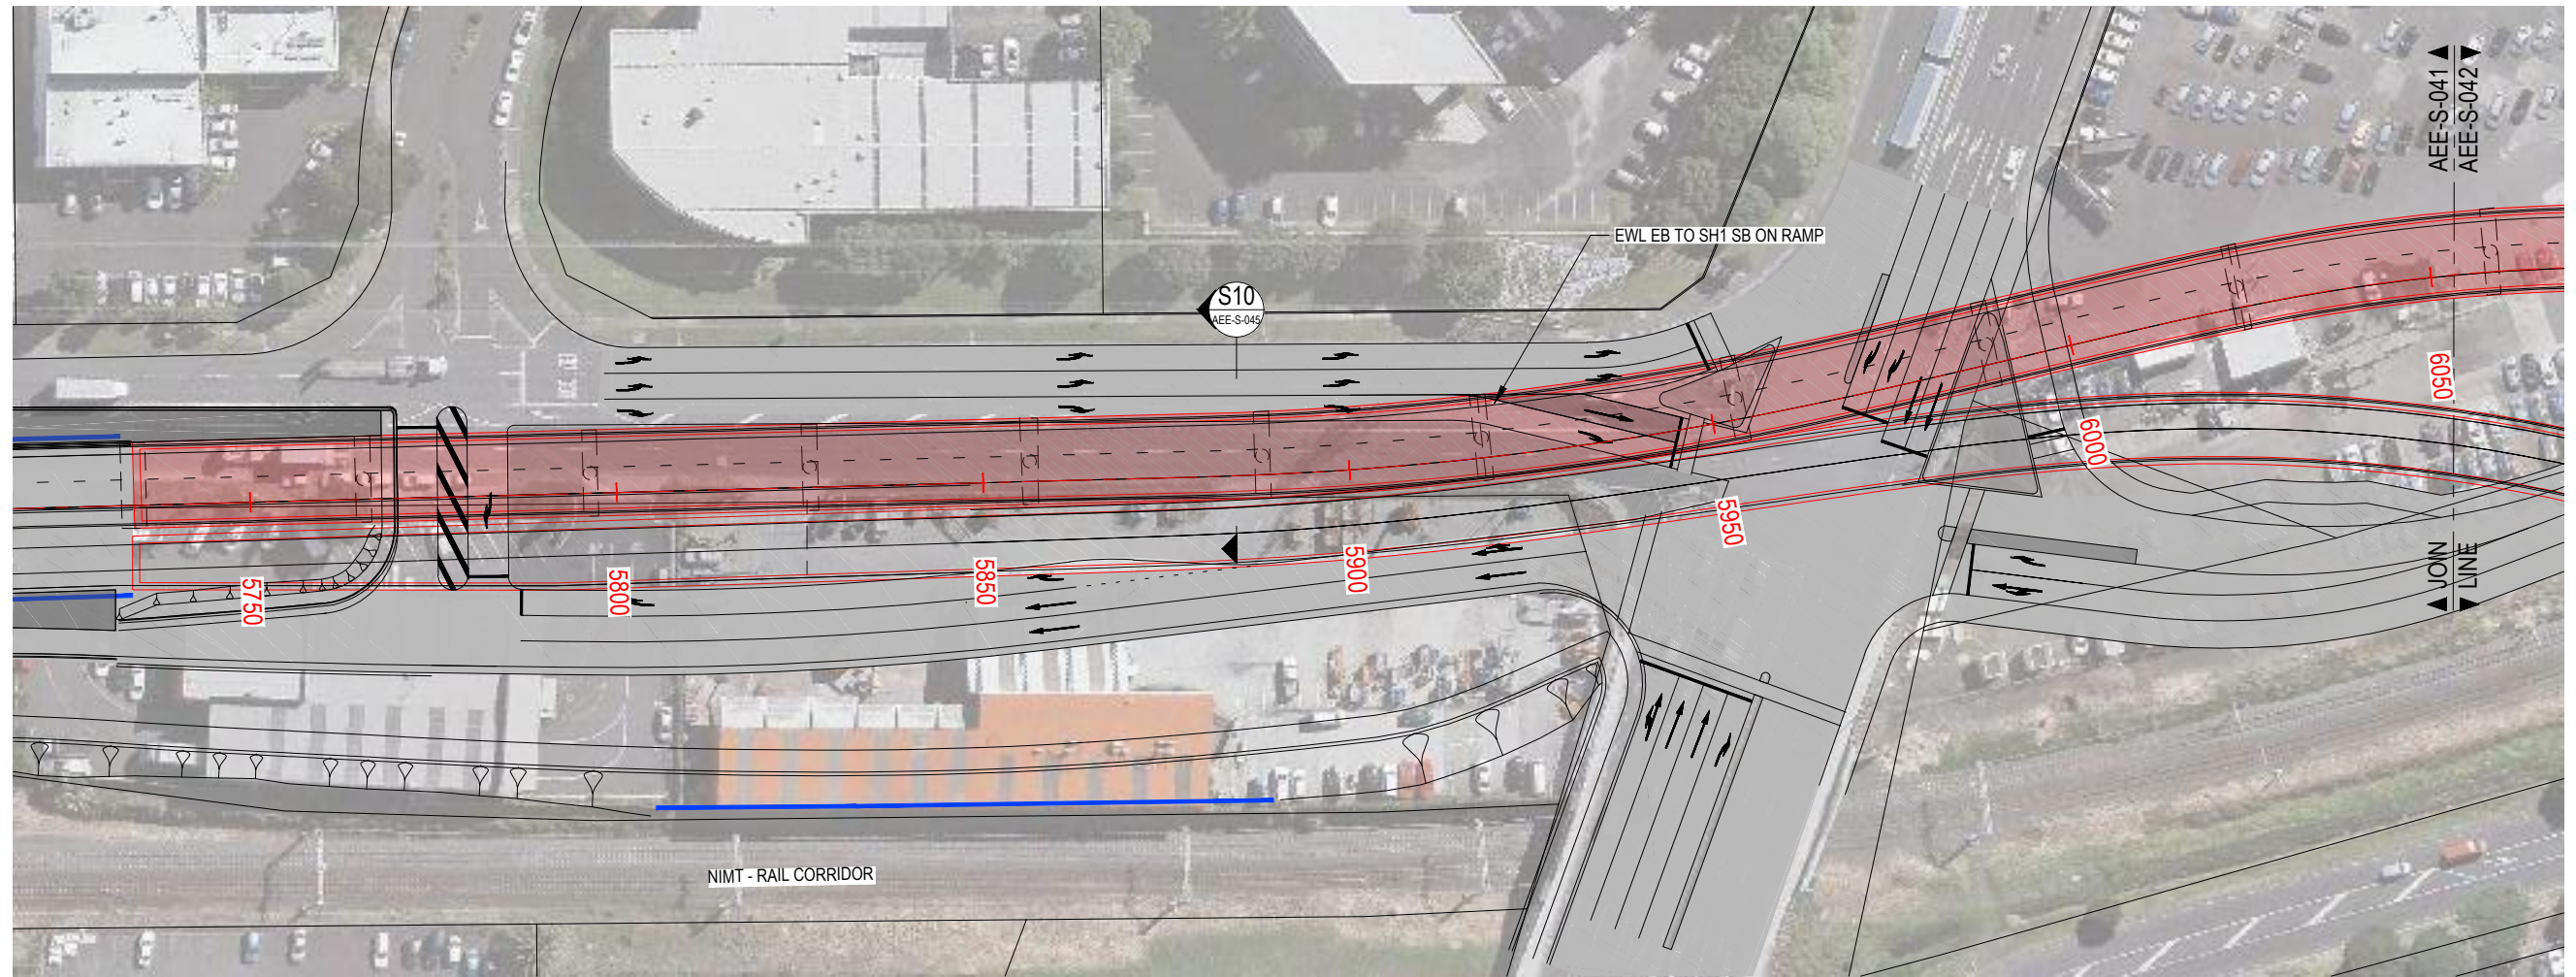 AEE-S-041
AEE-S-042
EWL EB TO SH1 SB ON RAMP
S10
AEE-S-045
5750
5800
5850
5900
5950
6000
6050
JOIN
LINE
NIMT - RAIL CORRIDOR